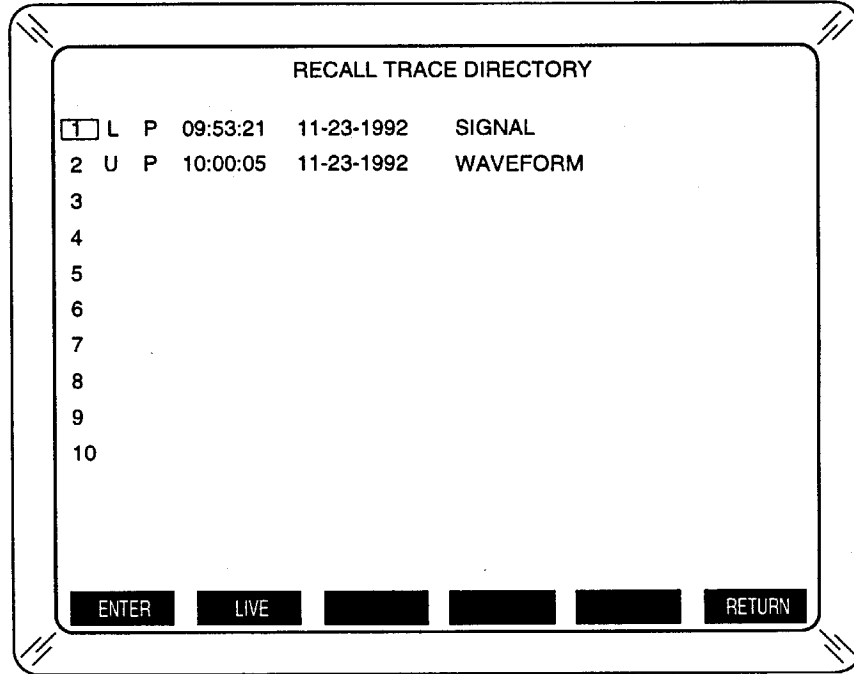 RECALL TRACE DIRECTORY
1 L P 09:53:21 11-23-1992 SIGNAL
2 U P 10:00:05 11-23-1992 WAVEFORM
3
4
5
6
7
8
9
10
ENTER LIVE RETURN